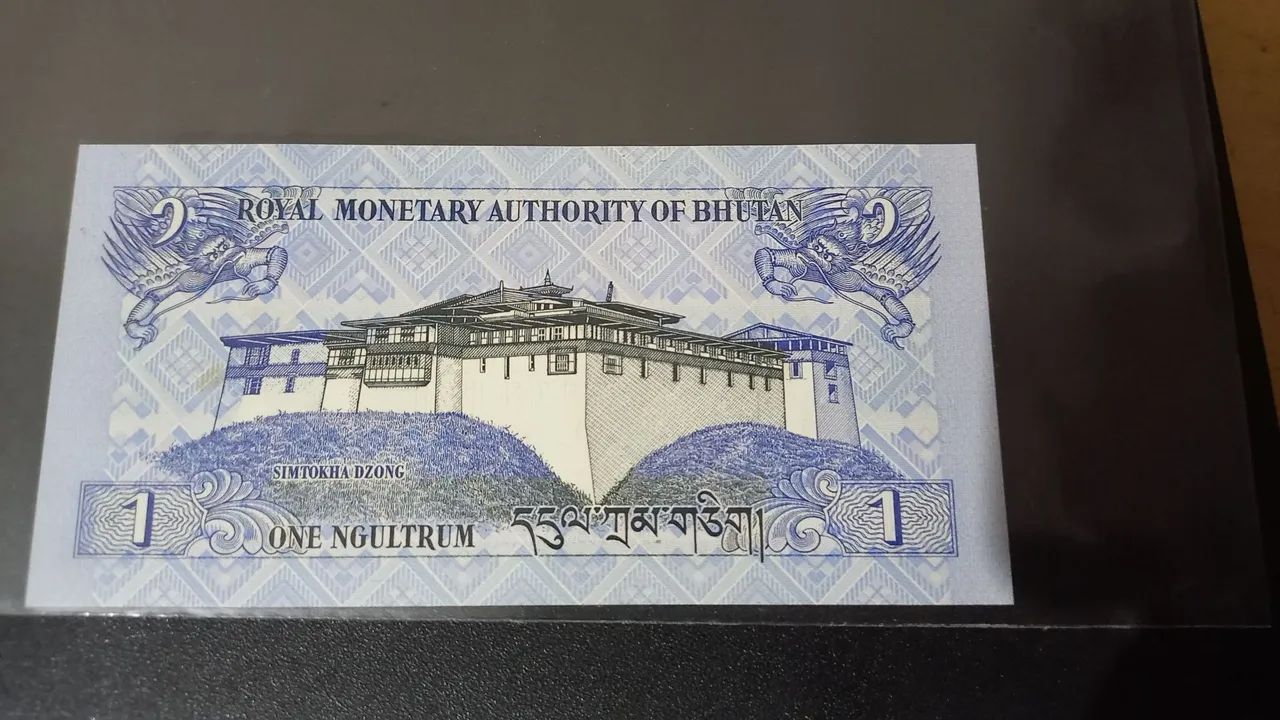 ༡ ROYAL MONETARY AUTHORITY OF BHUTAN ༡
SIMTOKHA DZONG
1 ONE NGULTRUM དངུལ་ཀྲམ་གཅིག། 1